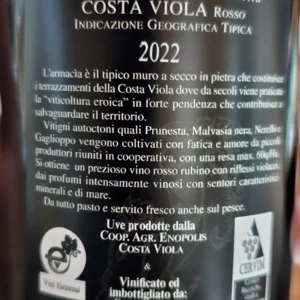 COSTA VIOLA ROSSO
INDICAZIONE GEOGRAFICA TIPICA
2022
L'armacìa è il tipico muro a secco in pietra che costituisce
i terrazzamenti della Costa Viola dove da secoli viene praticata
la "viticoltura eroica" in forte pendenza che contribuisce a
salvaguardare il territorio.
Vitigni autoctoni quali Prunesta, Malvasia nera, Nerello e
Gaglioppo vengono coltivati con fatica e amore da piccoli
produttori riuniti in cooperativa, con una resa max. 60q/Ha.
Si ottiene un prezioso vino rosso rubino con riflessi violacei,
dai profumi intensamente vinosi con sentori caratteristici
minerali e di mare.
Da tutto pasto e servito fresco anche sul pesce.
Uve prodotte dalla
COOP. AGR. ENOPOLIS
COSTA VIOLA
&
Vinificato ed
imbottigliato da:
Vini Estremi
CERVIM